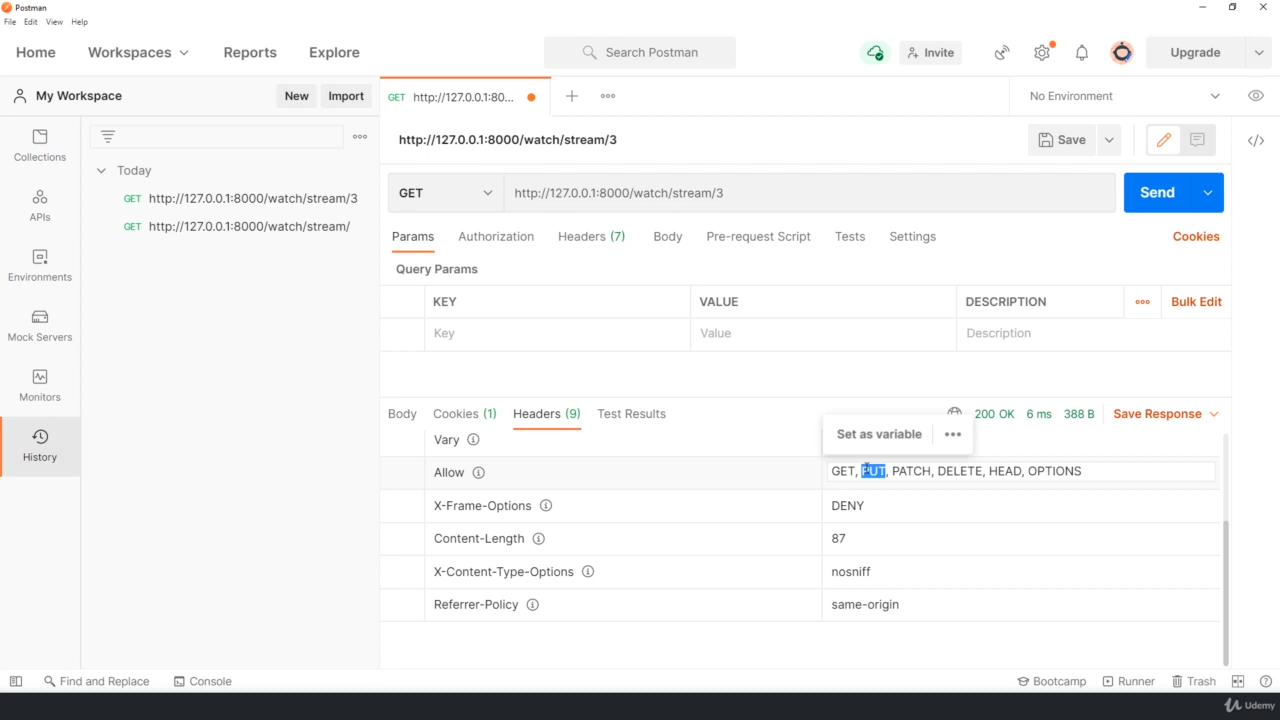 Postman
File Edit View Help
Home Workspaces Reports Explore Search Postman Invite Upgrade
My Workspace New Import GET http://127.0.0.1:80... No Environment
Collections
APIs
Environments
Mock Servers
Monitors
History
Today
GET http://127.0.0.1:8000/watch/stream/3
GET http://127.0.0.1:8000/watch/stream/
http://127.0.0.1:8000/watch/stream/3 Save
GET http://127.0.0.1:8000/watch/stream/3 Send
Params Authorization Headers (7) Body Pre-request Script Tests Settings Cookies
Query Params
KEY VALUE DESCRIPTION Bulk Edit
Key Value Description
Body Cookies (1) Headers (9) Test Results 200 OK 6 ms 388 B Save Response
Set as variable
Vary
Allow GET, PUT, PATCH, DELETE, HEAD, OPTIONS
X-Frame-Options DENY
Content-Length 87
X-Content-Type-Options nosniff
Referrer-Policy same-origin
Find and Replace Console Bootcamp Runner Trash
Udemy